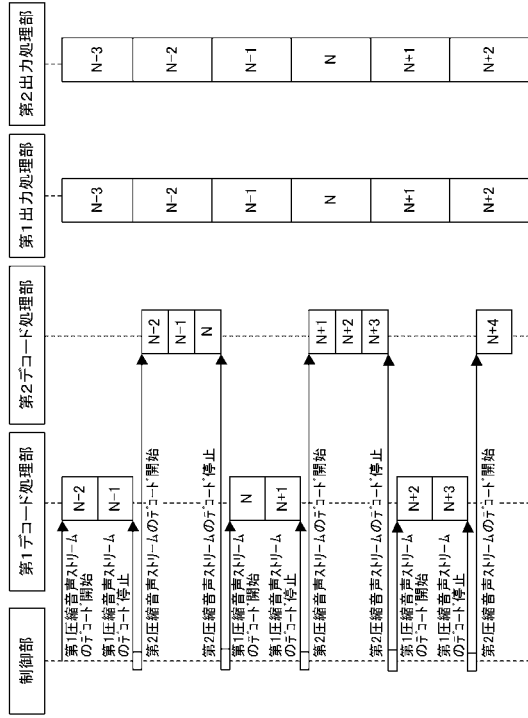 制御部
第1デコード処理部
第2デコード処理部
第1出力処理部
第2出力処理部
第1圧縮音声ストリーム
のデコード開始
第1圧縮音声ストリーム
のデコード停止
第2圧縮音声ストリームのデコード開始
第2圧縮音声ストリームのデコード停止
第1圧縮音声ストリーム
のデコード開始
第1圧縮音声ストリーム
のデコード停止
第2圧縮音声ストリームのデコード開始
第2圧縮音声ストリームのデコード停止
第1圧縮音声ストリーム
のデコード開始
第1圧縮音声ストリーム
のデコード停止
第2圧縮音声ストリームのデコード開始
N-2
N-1
N
N+1
N+2
N+3
N-2
N-1
N
N+1
N+2
N+3
N+4
N-3
N-2
N-1
N
N+1
N+2
N-3
N-2
N-1
N
N+1
N+2